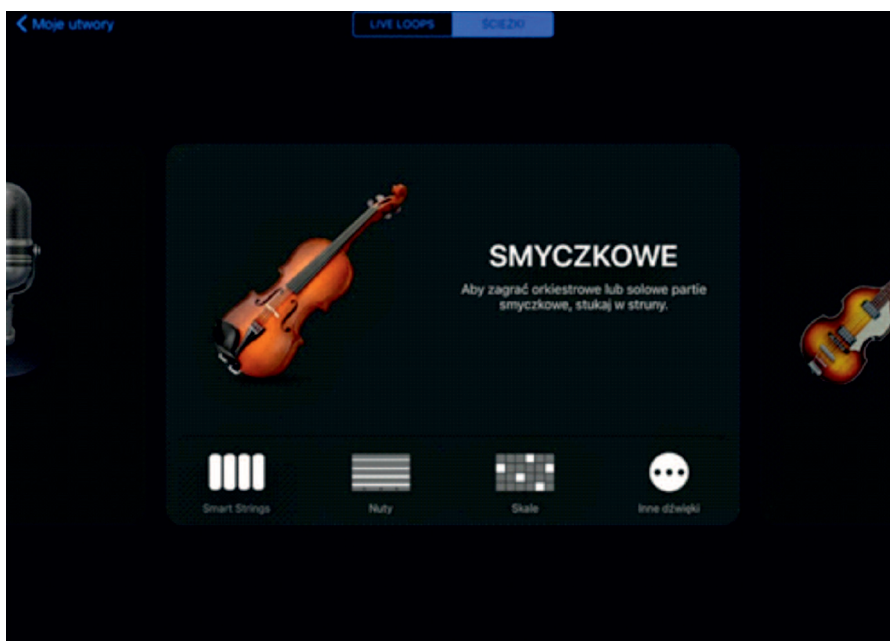 Moje utwory
LIVE LOOPS
ŚCIEŻKI
SMYCZKOWE
Aby zagrać orkiestrowe lub solowe partie
smyczkowe, stukaj w struny.
Smart Strings
Nuty
Skale
Inne dźwięki